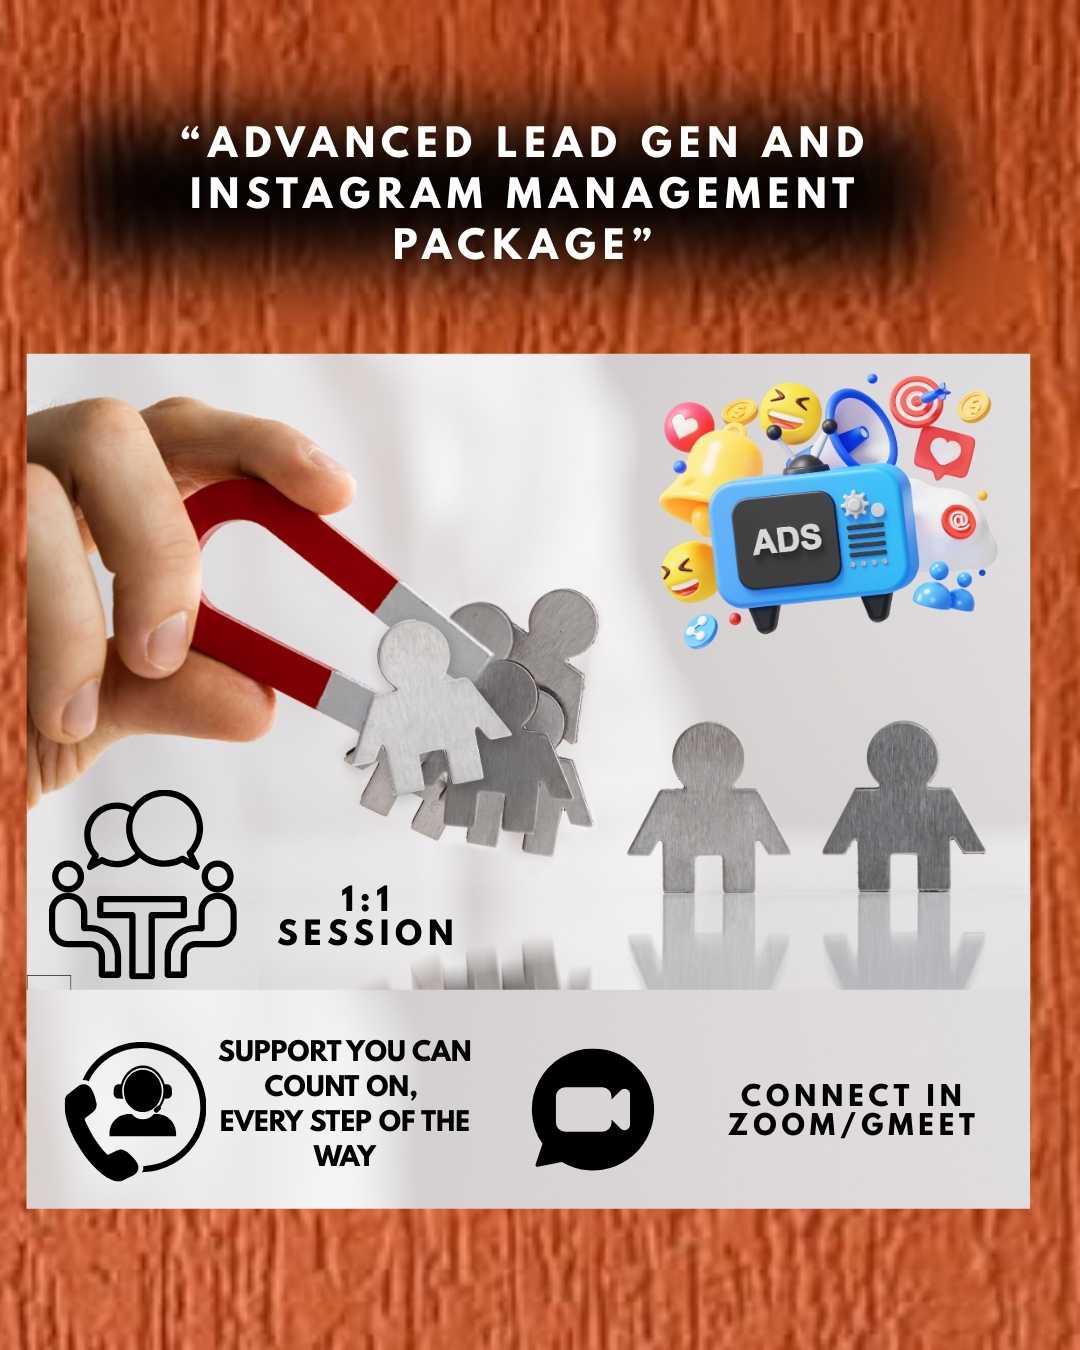 “ADVANCED LEAD GEN AND
INSTAGRAM MANAGEMENT
PACKAGE”
ADS
@
1:1
SESSION
SUPPORT YOU CAN
COUNT ON,
EVERY STEP OF THE
WAY
CONNECT IN
ZOOM/GMEET